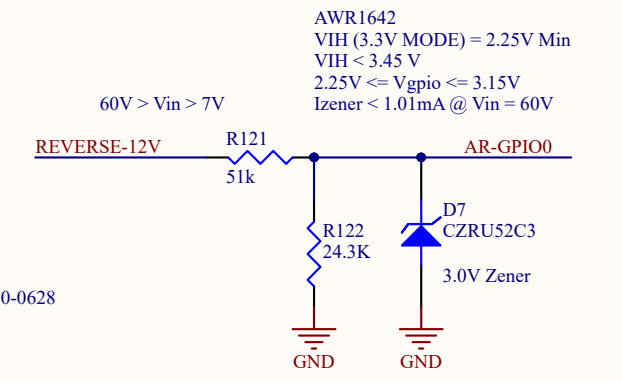 AWR1642
VIH (3.3V MODE) = 2.25V Min
VIH < 3.45 V
2.25V <= Vgpio <= 3.15V
Izener < 1.01mA @ Vin = 60V
60V > Vin > 7V
REVERSE-12V
R121
51k
AR-GPIO0
R122
24.3K
D7
CZRU52C3
3.0V Zener
0-0628
GND
GND